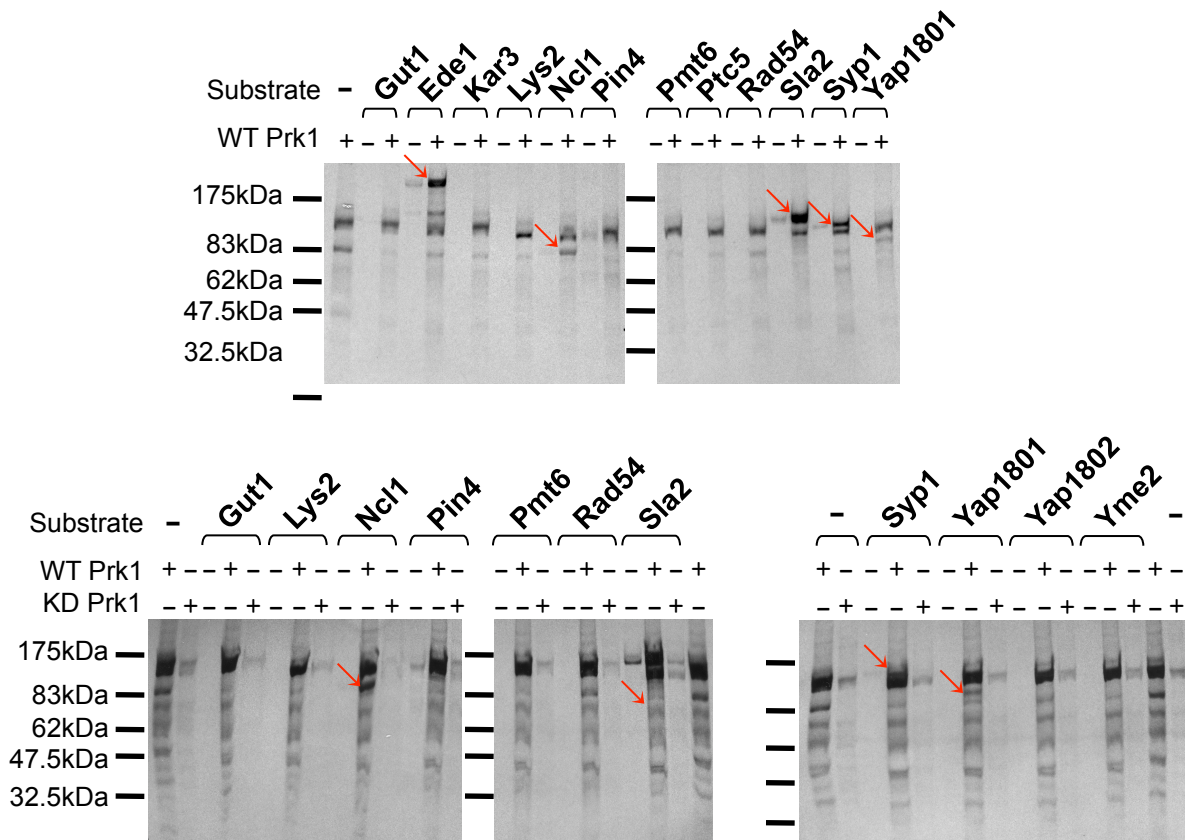 Substrate – Gut1 Ede1 Kar3 Lys2 Ncl1 Pin4 Pmt6 Ptc5 Rad54 Sla2 Syp1 Yap1801
WT Prk1 + – + – + – + – + – + – + – + – + – + – + – + – +
175kDa
83kDa
62kDa
47.5kDa
32.5kDa
Substrate – Gut1 Lys2 Ncl1 Pin4 Pmt6 Rad54 Sla2 – Syp1 Yap1801 Yap1802 Yme2 –
WT Prk1 + – – + – – + – – + – – + – – + – – + – – + – + + – – + – – + – – + – – + – + –
KD Prk1 – + – – + – – + – – + – – + – – + – – + – – + – – + – – + – – + – – + – – + – +
175kDa
83kDa
62kDa
47.5kDa
32.5kDa